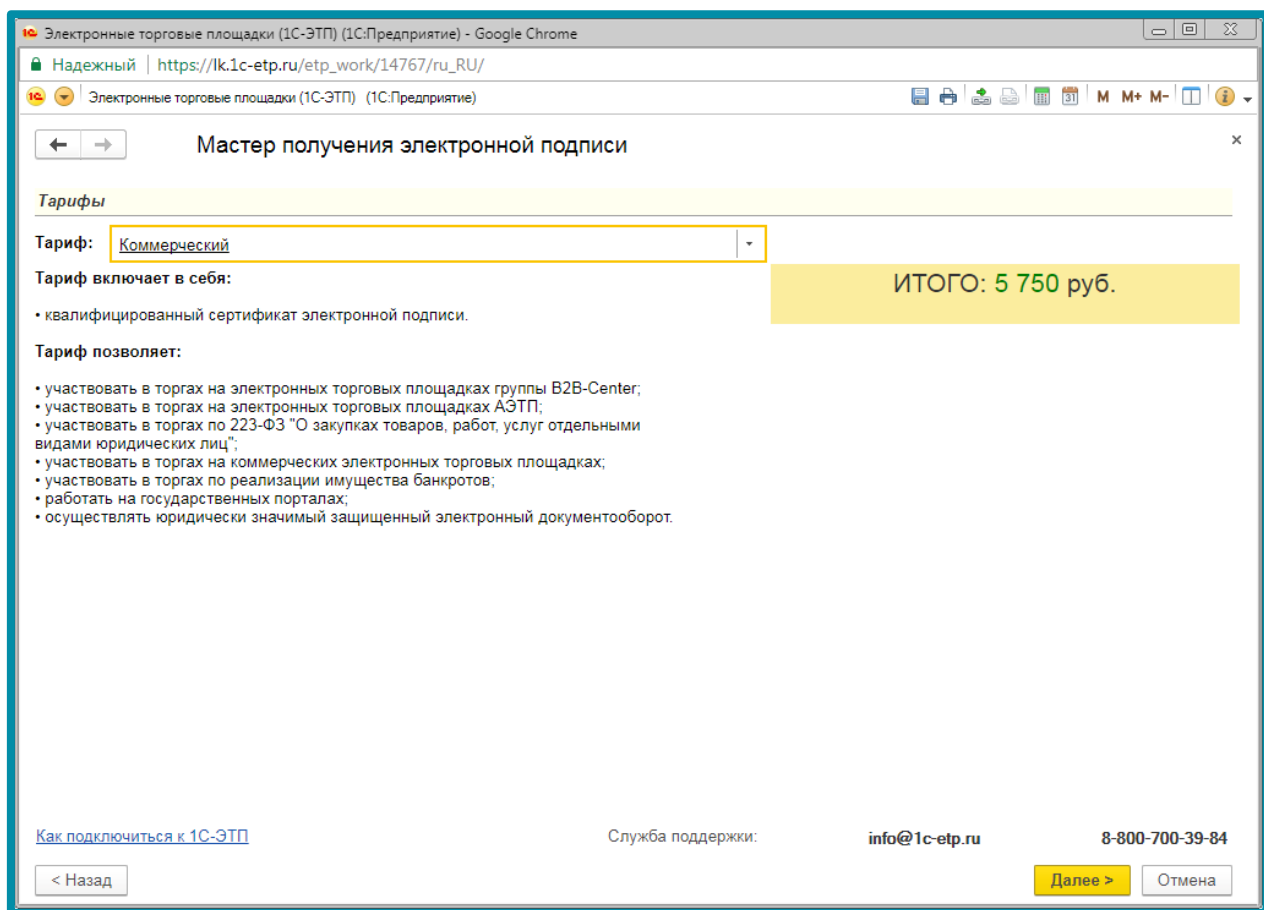 Электронные торговые площадки (1С-ЭТП) (1С:Предприятие) - Google Chrome
Надежный | https://lk.1c-etp.ru/etp_work/14767/ru_RU/
Электронные торговые площадки (1С-ЭТП) (1С:Предприятие) 31 M M+ M-
Мастер получения электронной подписи
Тарифы
Тариф: Коммерческий
Тариф включает в себя:
ИТОГО: 5 750 руб.
• квалифицированный сертификат электронной подписи.
Тариф позволяет:
• участвовать в торгах на электронных торговых площадках группы B2B-Center;
• участвовать в торгах на электронных торговых площадках АЭТП;
• участвовать в торгах по 223-ФЗ "О закупках товаров, работ, услуг отдельными
видами юридических лиц";
• участвовать в торгах на коммерческих электронных торговых площадках;
• участвовать в торгах по реализации имущества банкротов;
• работать на государственных порталах;
• осуществлять юридически значимый защищенный электронный документооборот.
Как подключиться к 1С-ЭТП Служба поддержки: info@1c-etp.ru 8-800-700-39-84
< Назад Далее > Отмена